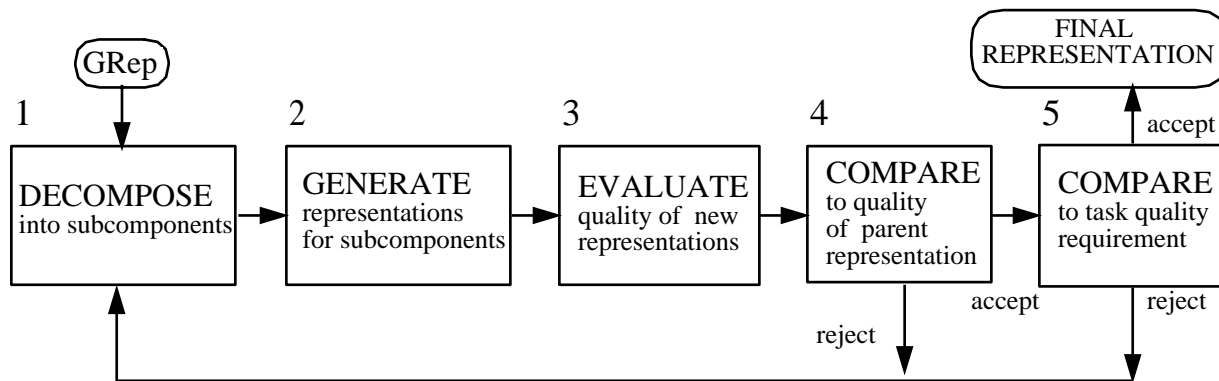 GRep
FINAL
REPRESENTATION
accept
1
DECOMPOSE
into subcomponents
2
GENERATE
representations
for subcomponents
3
EVALUATE
quality of new
representations
4
COMPARE
to quality
of parent
representation
5
COMPARE
to task quality
requirement
reject
accept
reject